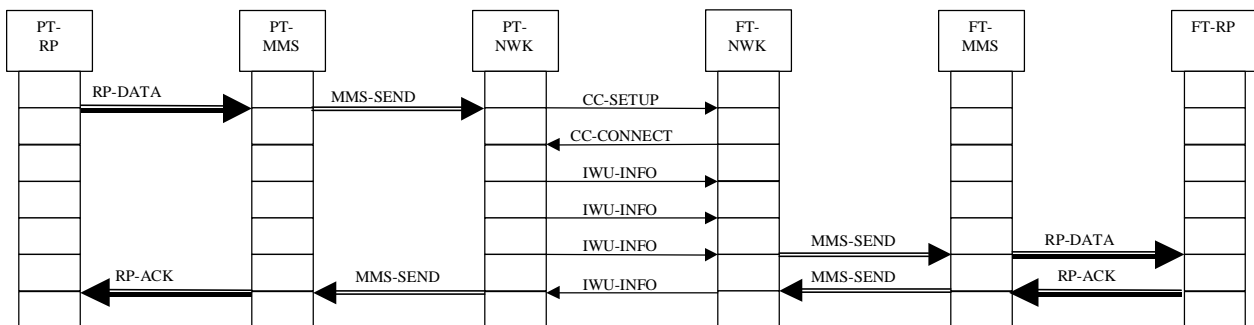 PT-
RP
PT-
MMS
PT-
NWK
FT-
NWK
FT-
MMS
FT-RP
RP-DATA
MMS-SEND
CC-SETUP
CC-CONNECT
IWU-INFO
IWU-INFO
IWU-INFO
MMS-SEND
RP-DATA
RP-ACK
MMS-SEND
IWU-INFO
MMS-SEND
RP-ACK